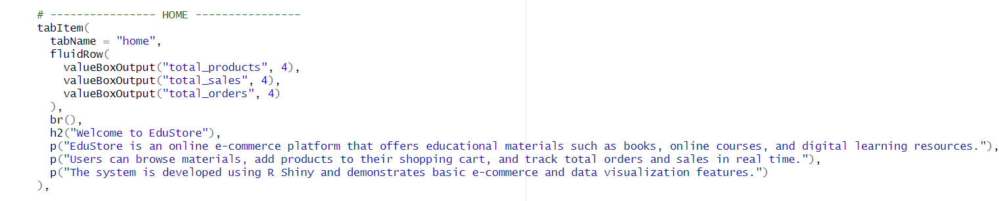 # ---------------- HOME ----------------
tabItem(
  tabName = "home",
  fluidRow(
    valueBoxOutput("total_products", 4),
    valueBoxOutput("total_sales", 4),
    valueBoxOutput("total_orders", 4)
  ),
  br(),
  h2("Welcome to EduStore"),
  p("EduStore is an online e-commerce platform that offers educational materials such as books, online courses, and digital learning resources."),
  p("Users can browse materials, add products to their shopping cart, and track total orders and sales in real time."),
  p("The system is developed using R Shiny and demonstrates basic e-commerce and data visualization features.")
),